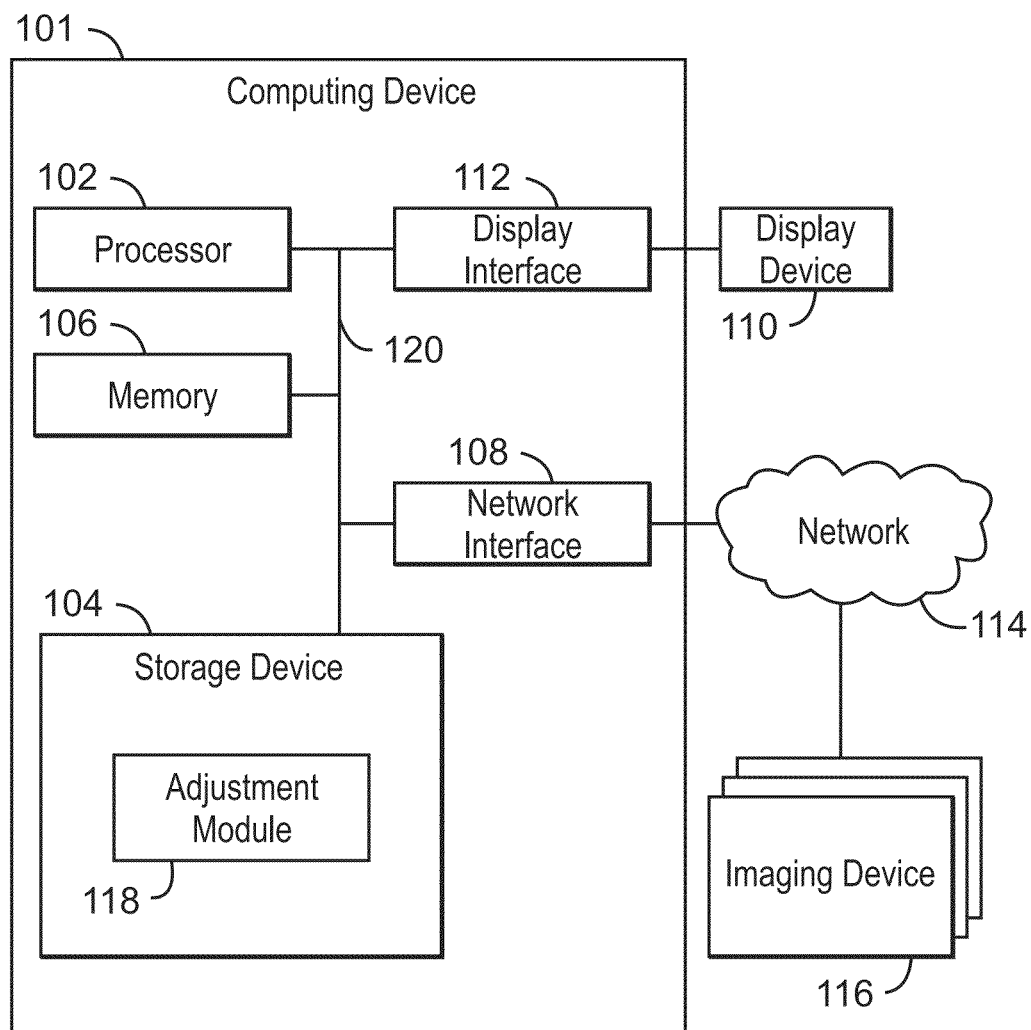 101
Computing Device
102
112
Processor
Display
Interface
Display
Device
110
106
120
Memory
108
Network
Interface
Network
114
104
Storage Device
Adjustment
Module
118
Imaging Device
116